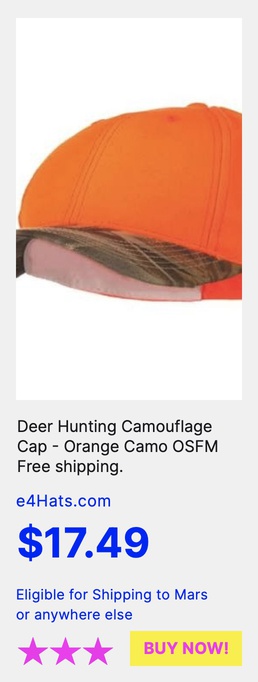 Deer Hunting Camouflage
Cap - Orange Camo OSFM
Free shipping.
e4Hats.com
$17.49
Eligible for Shipping to Mars
or anywhere else
BUY NOW!